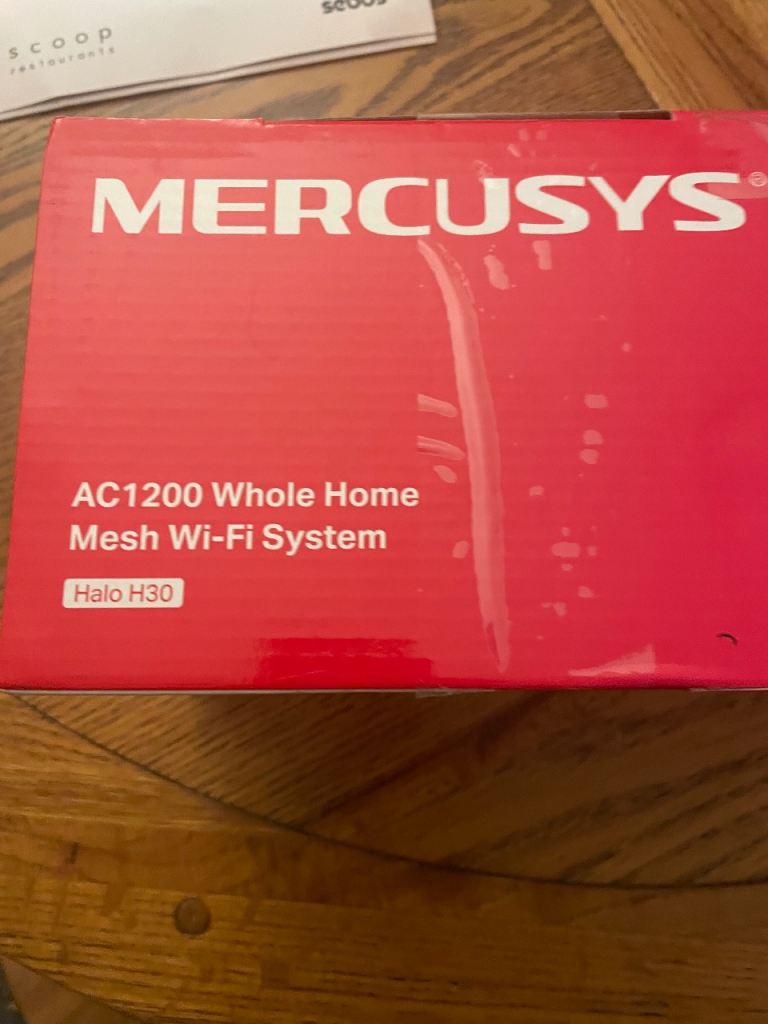 scoop
restaurants
MERCUSYS®
AC1200 Whole Home
Mesh Wi-Fi System
Halo H30